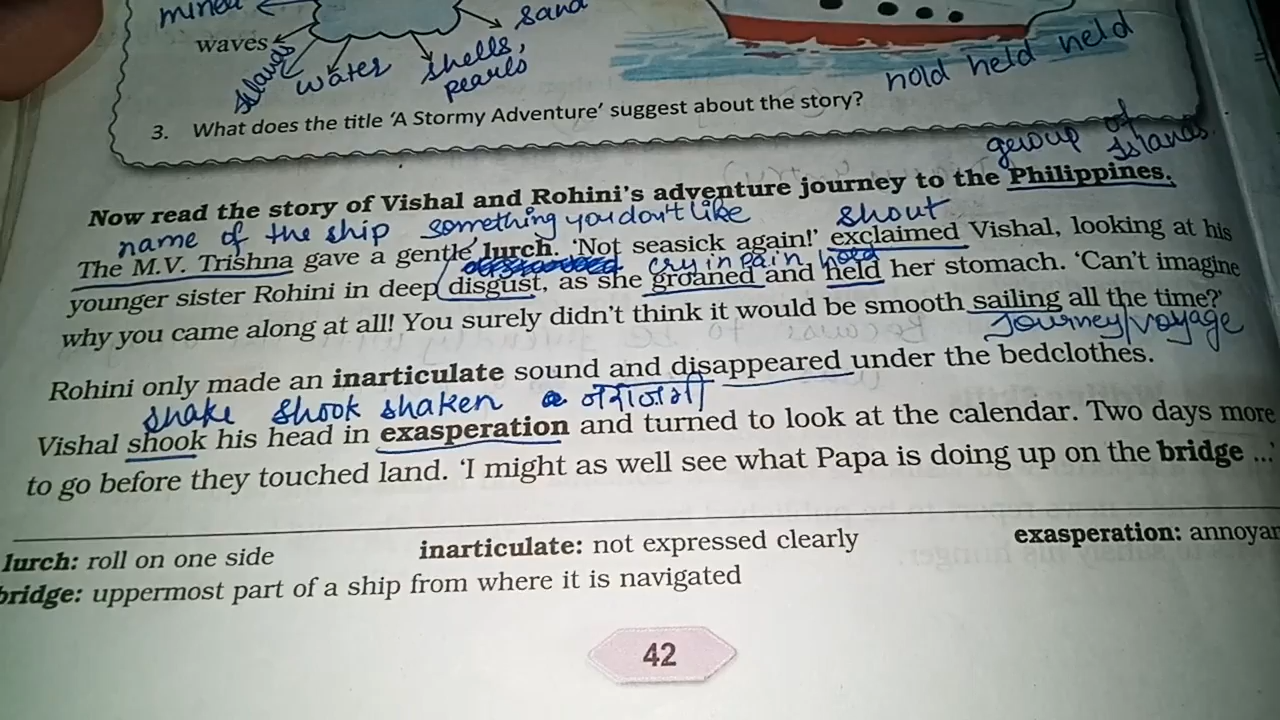 waves
sand
Islands water shells,
pearls
hold held held
3. What does the title 'A Stormy Adventure' suggest about the story?
group of
Islands.
Now read the story of Vishal and Rohini's adventure journey to the Philippines.
name of the ship something you don't like shout
The M.V. Trishna gave a gentle lurch. 'Not seasick again!' exclaimed Vishal, looking at his
cry in pain hold
younger sister Rohini in deep disgust, as she groaned and held her stomach. 'Can't imagine
why you came along at all! You surely didn't think it would be smooth sailing all the time?'
Journey/voyage
Rohini only made an inarticulate sound and disappeared under the bedclothes.
shake shook shaken
Vishal shook his head in exasperation and turned to look at the calendar. Two days more
to go before they touched land. 'I might as well see what Papa is doing up on the bridge ...'
lurch: roll on one side inarticulate: not expressed clearly exasperation: annoyan
bridge: uppermost part of a ship from where it is navigated
42